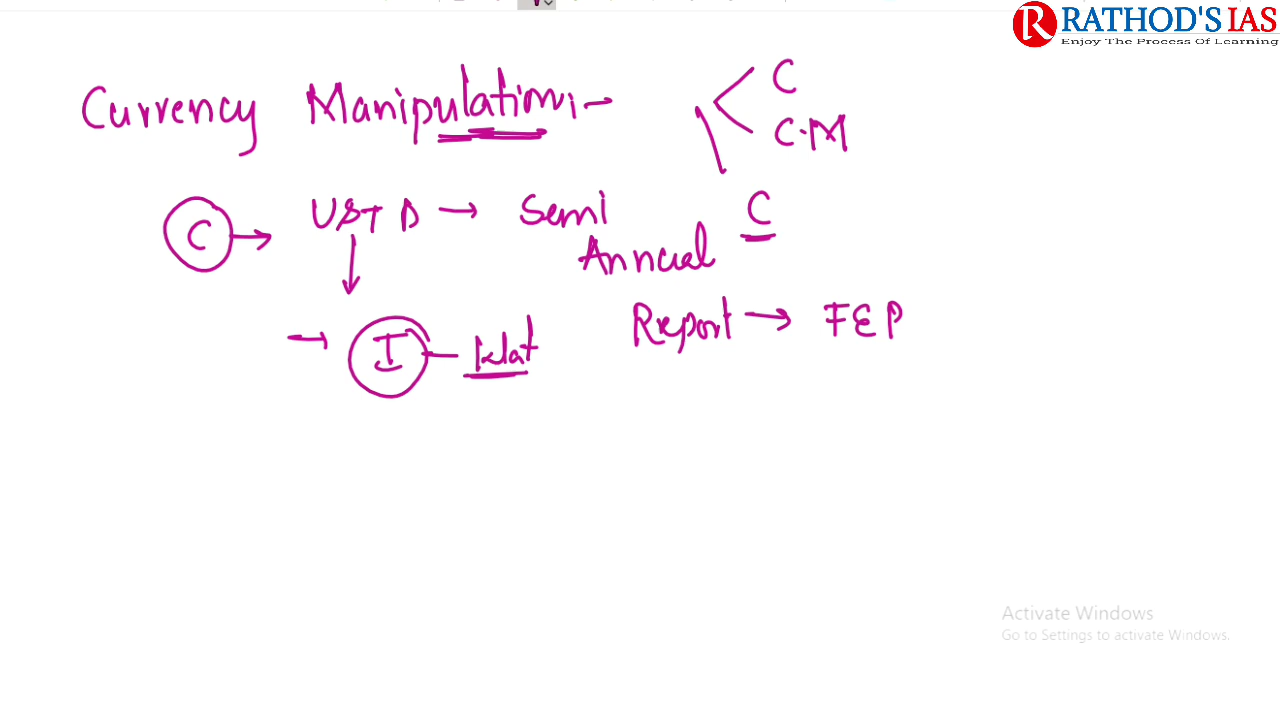 RATHOD'S IAS
Enjoy The Process Of Learning
Currency Manipulation:-
C
C.M
C → USTD → Semi Annual C
Report → FEP
→ I -
Activate Windows
Go to Settings to activate Windows.